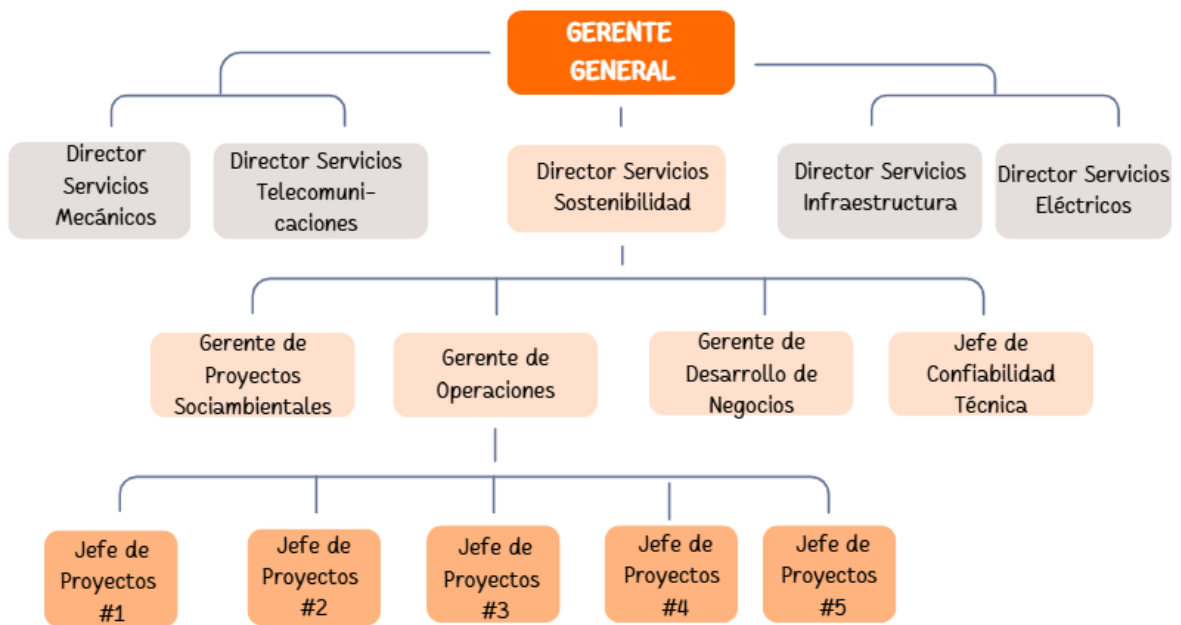 GERENTE
GENERAL
Director
Servicios
Mecánicos
Director Servicios
Telecomuni-
caciones
Director Servicios
Sostenibilidad
Director Servicios
Infraestructura
Director Servicios
Eléctricos
Gerente de
Proyectos
Sociambientales
Gerente de
Operaciones
Gerente de
Desarrollo de
Negocios
Jefe de
Confiabilidad
Técnica
Jefe de
Proyectos
#1
Jefe de
Proyectos
#2
Jefe de
Proyectos
#3
Jefe de
Proyectos
#4
Jefe de
Proyectos
#5